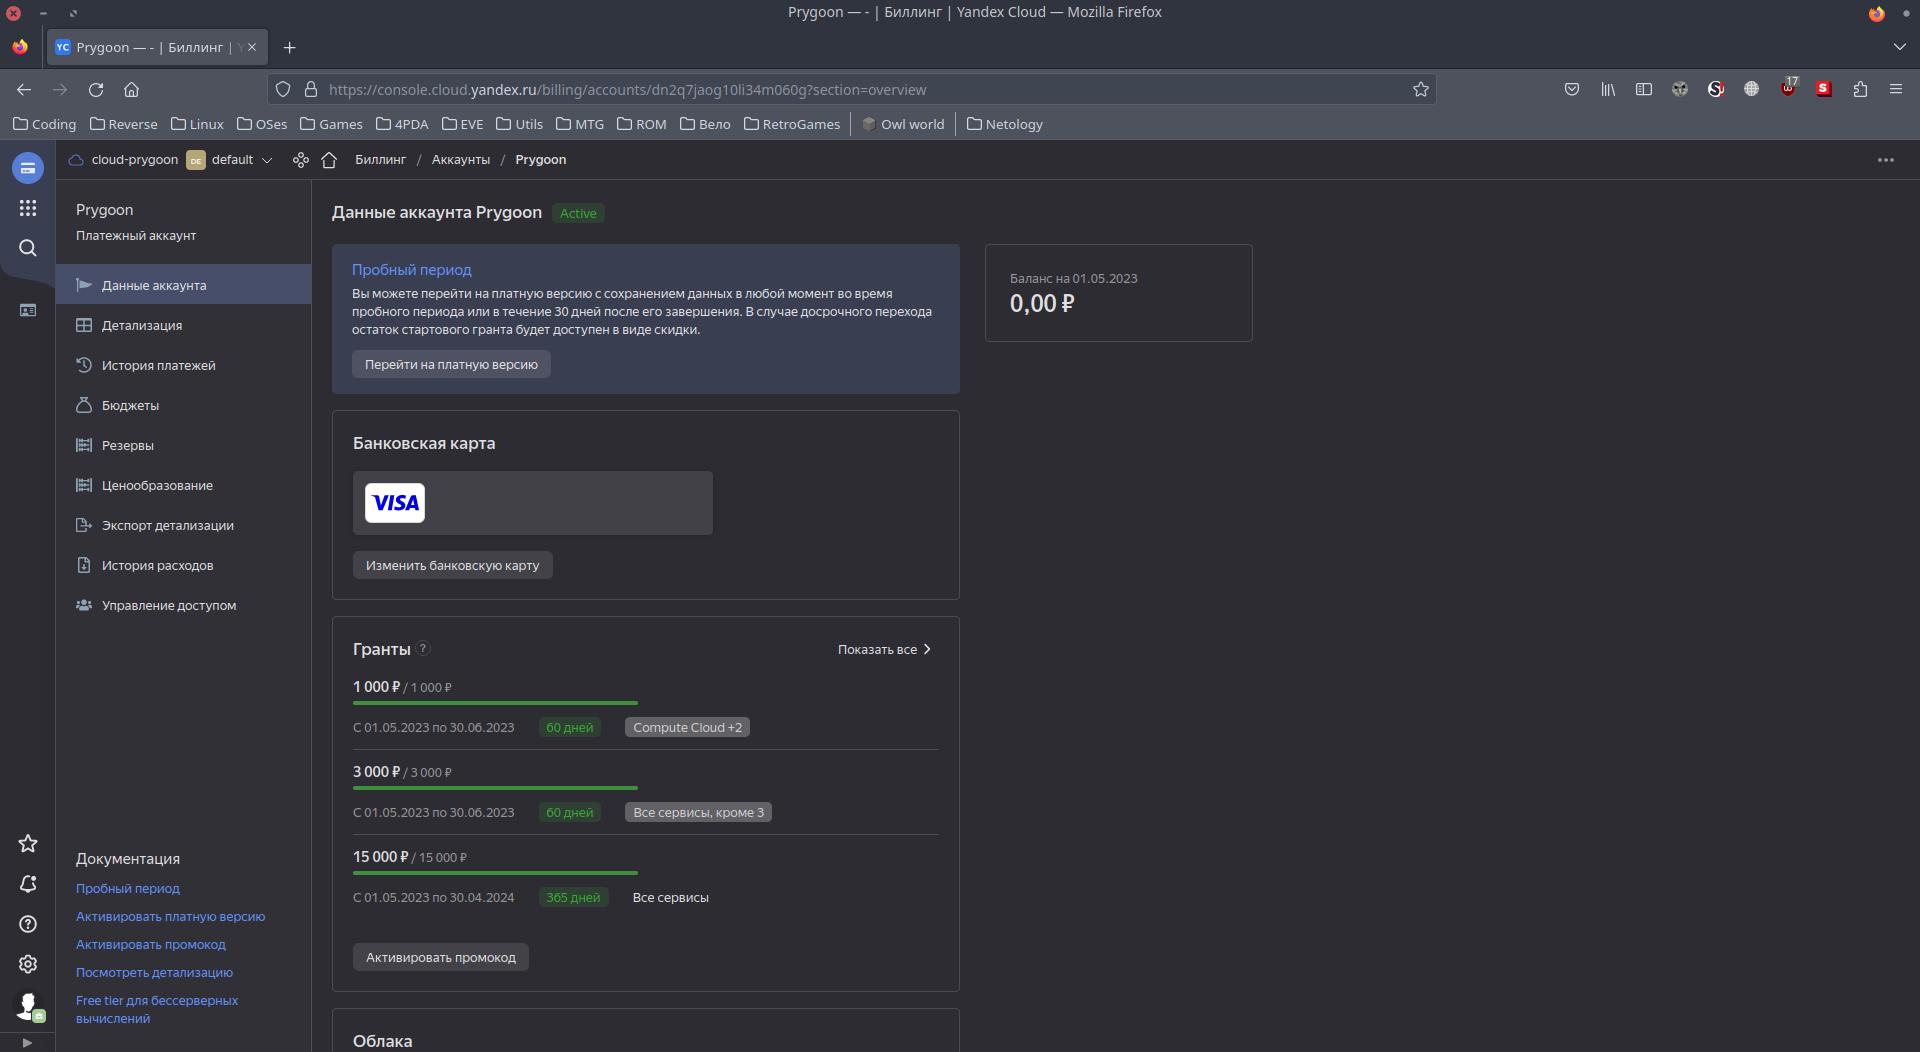 Prygoon — - | Биллинг | Yandex Cloud — Mozilla Firefox
YC Prygoon — - | Биллинг |
https://console.cloud.yandex.ru/billing/accounts/dn2q7jaog10li34m060g?section=overview
17
S
Coding Reverse Linux OSes Games 4PDA EVE Utils MTG ROM Вело RetroGames Owl world Netology
cloud-prygoon DE default Биллинг / Аккаунты / Prygoon
Prygoon
Платежный аккаунт
Данные аккаунта
Детализация
История платежей
Бюджеты
Резервы
Ценообразование
Экспорт детализации
История расходов
Управление доступом
Документация
Пробный период
Активировать платную версию
Активировать промокод
Посмотреть детализацию
Free tier для бессерверных
вычислений
Данные аккаунта Prygoon Active
Пробный период
Вы можете перейти на платную версию с сохранением данных в любой момент во время
пробного периода или в течение 30 дней после его завершения. В случае досрочного перехода
остаток стартового гранта будет доступен в виде скидки.
Перейти на платную версию
Баланс на 01.05.2023
0,00 ₽
Банковская карта
VISA
Изменить банковскую карту
Гранты ? Показать все
1 000 ₽ / 1 000 ₽
С 01.05.2023 по 30.06.2023 60 дней Compute Cloud +2
3 000 ₽ / 3 000 ₽
С 01.05.2023 по 30.06.2023 60 дней Все сервисы, кроме 3
15 000 ₽ / 15 000 ₽
С 01.05.2023 по 30.04.2024 365 дней Все сервисы
Активировать промокод
Облака